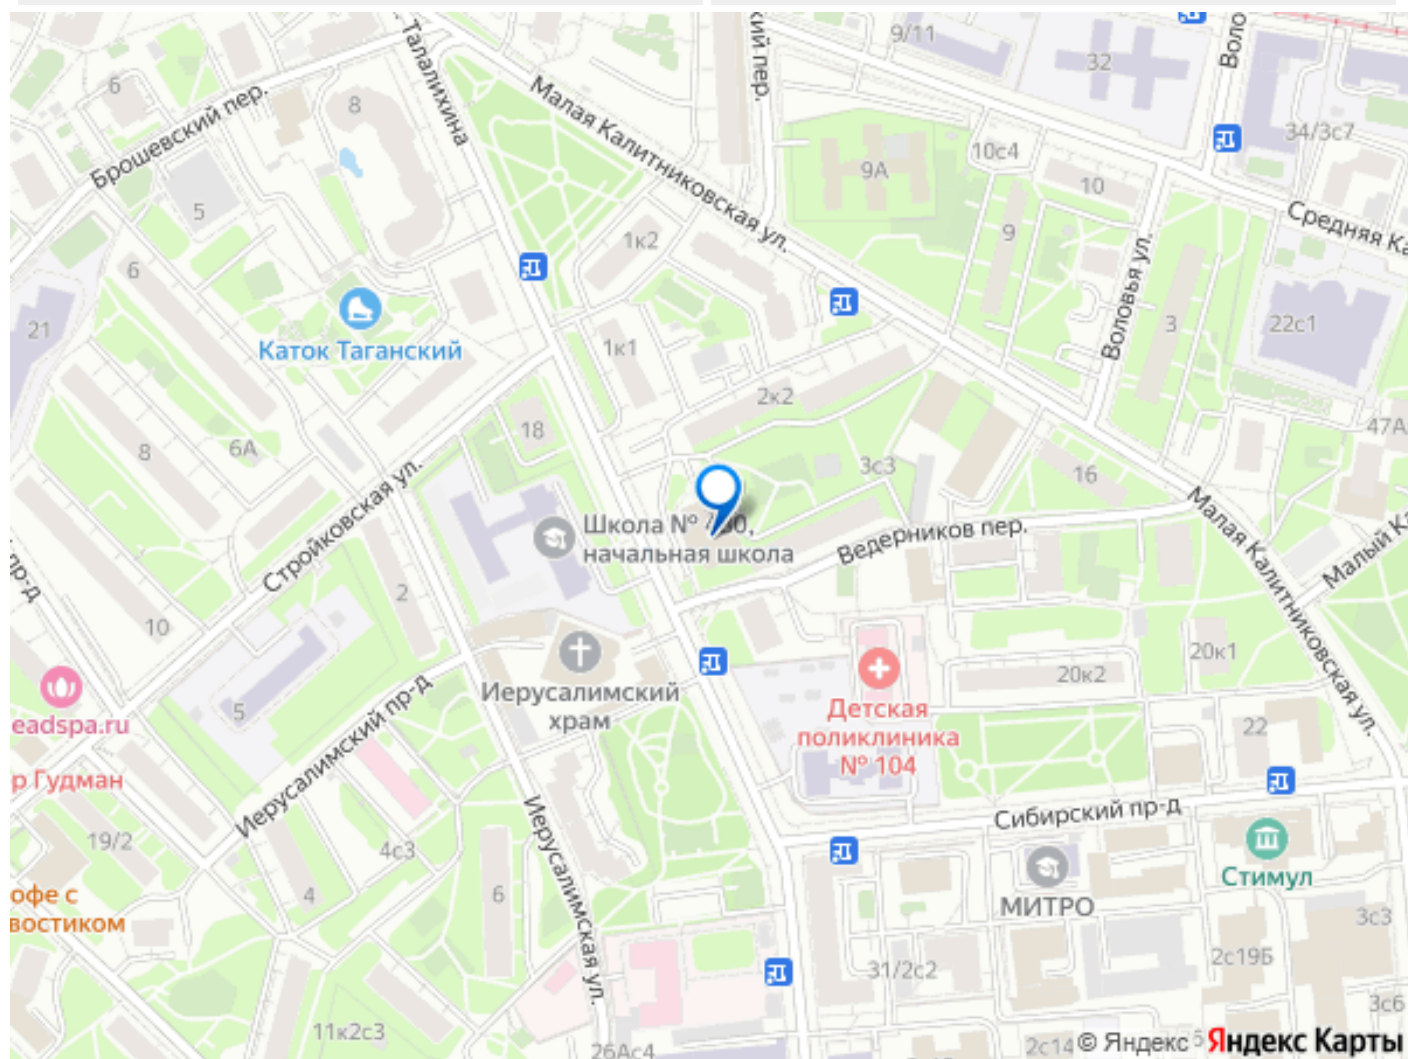 9/11
32
Талалихина
6
Брошевский пер.
8
Малая Калитниковская ул.
кий пер.
34/3с7
10с4
9А
10
5
Средняя Ка
1к2
9
6
Воловья ул.
3
22с1
21
Каток Таганский
1к1
2к2
18
47А
8
6А
3с3
16
Стройковская ул.
Школа №
начальная школа
Ведерников пер.
Малая Калитниковская ул.
Малый Ка
пр-д
2
10
20к1
20к2
Иерусалимский
храм
Детская
поликлиника
№ 104
5
eadspa.ru
Иерусалимский пр-д
22
р Гудман
Сибирский пр-д
19/2
4с3
Иерусалимская ул.
Стимул
МИТРО
4
6
офе с
востиком
3с3
2с19Б
31/2с2
3с6
11к2с3
26Ас4
2с14
© Яндекс
5
Яндекс Карты